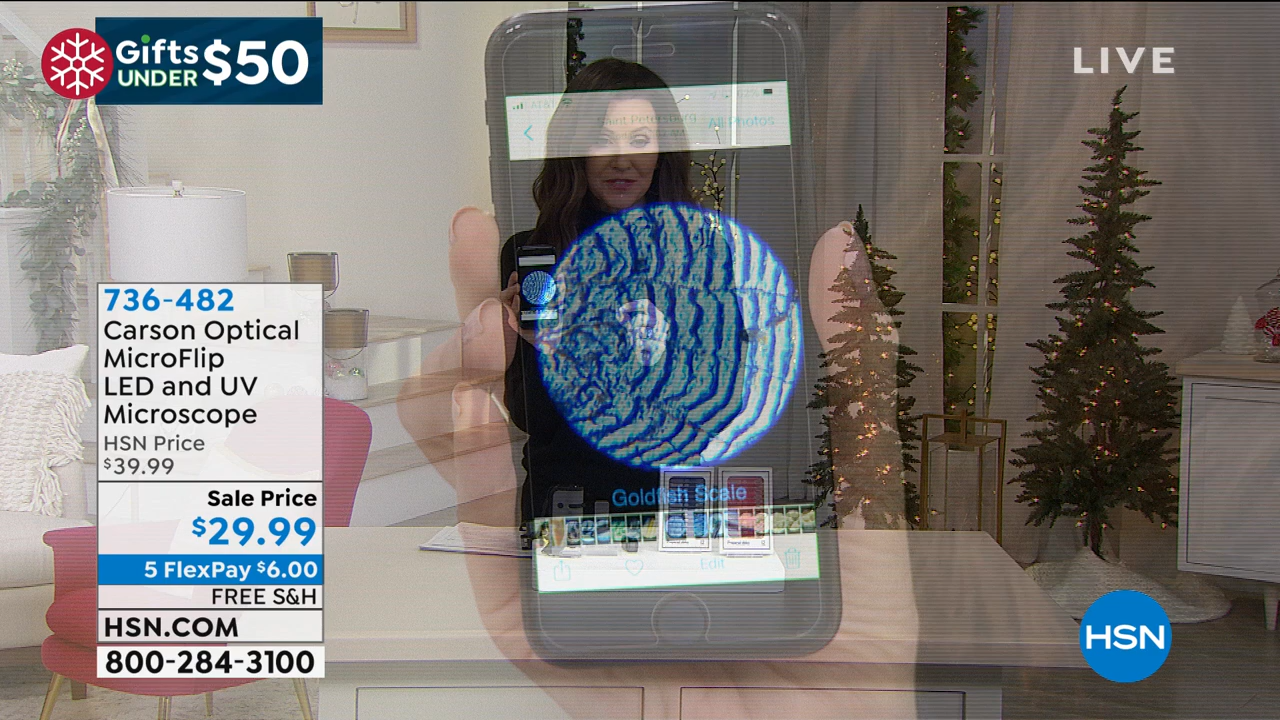 Gifts
UNDER $50
LIVE
All Photos
736-482
Carson Optical
MicroFlip
LED and UV
Microscope
HSN Price
$39.99
Sale Price
$29.99
5 FlexPay $6.00
FREE S&H
HSN.COM
800-284-3100
Goldfish Scale
Edit
HSN